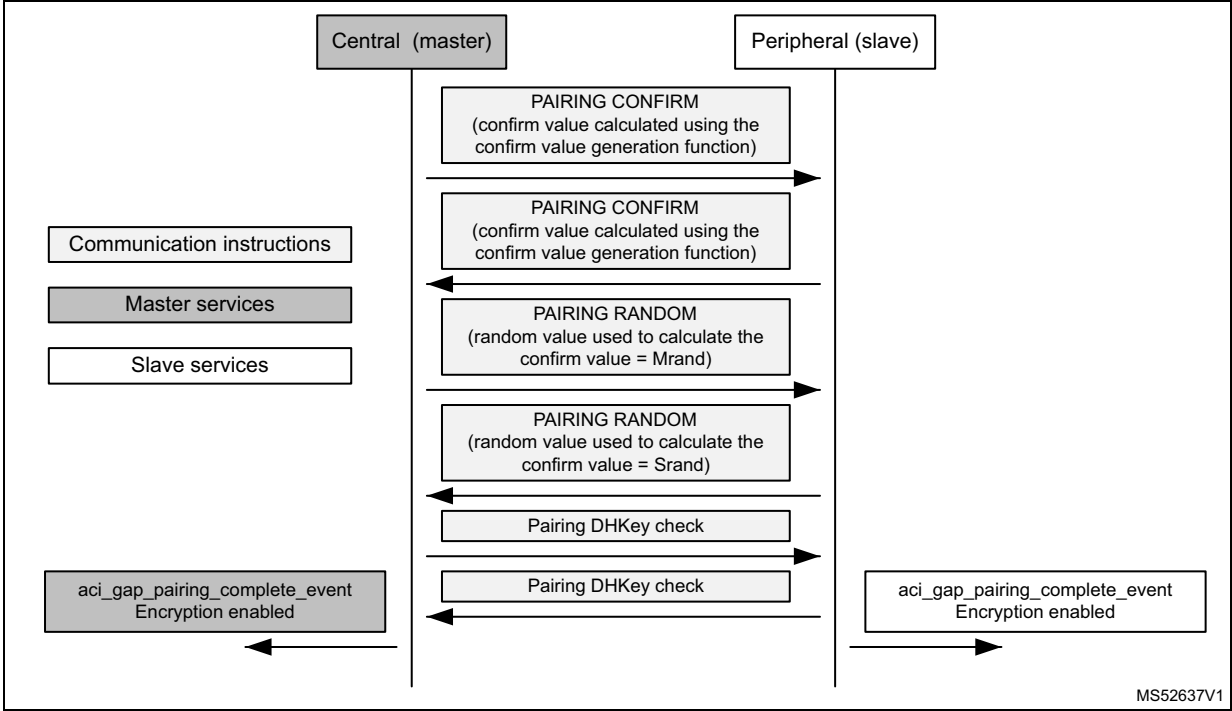 Central  (master)
Peripheral (slave)
PAIRING CONFIRM
(confirm value calculated using the
confirm value generation function)
PAIRING CONFIRM
(confirm value calculated using the
confirm value generation function)
Communication instructions
Master services
Slave services
PAIRING RANDOM
(random value used to calculate the
confirm value = Mrand)
PAIRING RANDOM
(random value used to calculate the
confirm value = Srand)
Pairing DHKey check
Pairing DHKey check
aci_gap_pairing_complete_event
Encryption enabled
aci_gap_pairing_complete_event
Encryption enabled
MS52637V1